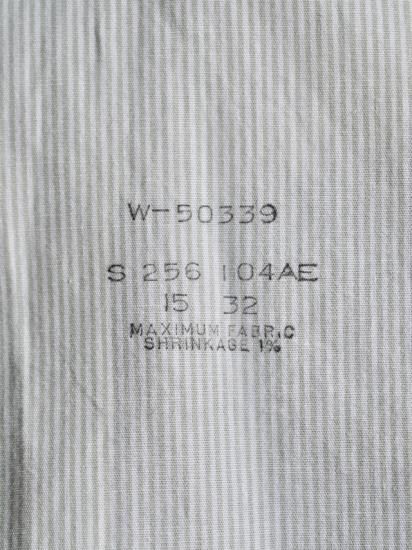 W-50339
S 256 104AE
15 32
MAXIMUM FABRIC
SHRINKAGE 1%